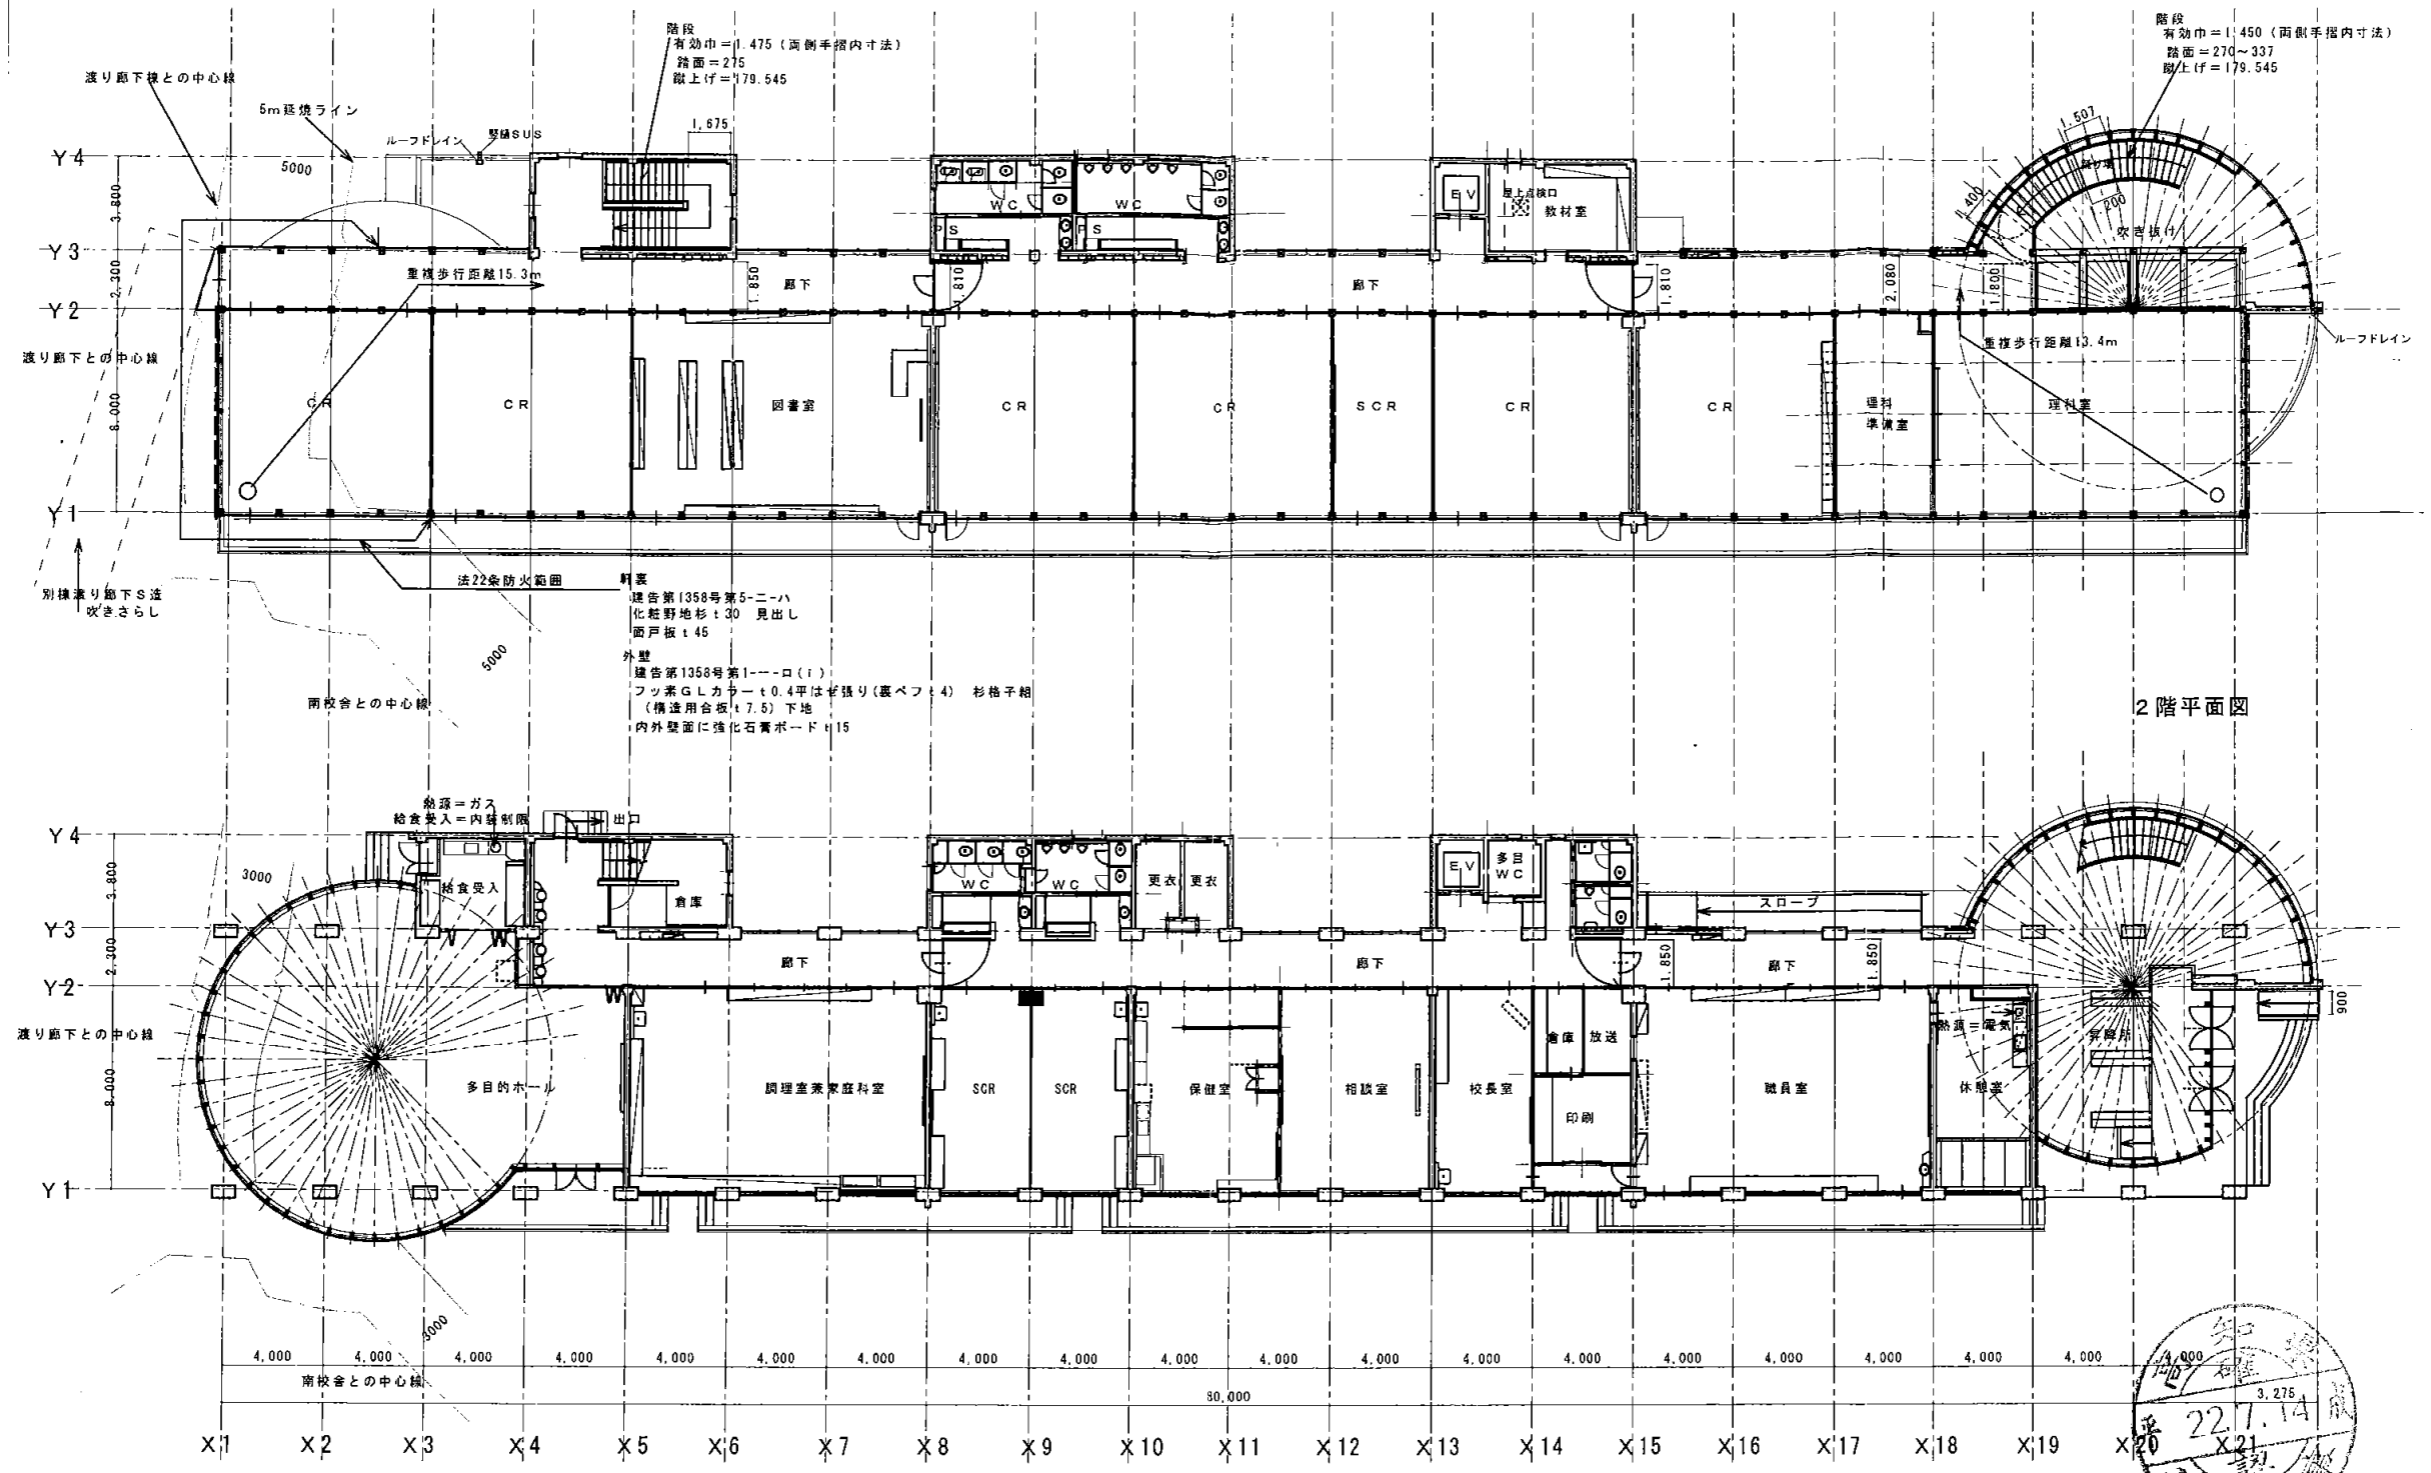 階段
有効巾=1.475(両側手摺内寸法)
踏面=275
蹴上げ=179.545
階段
有効巾=1,450(両側手摺内寸法)
踏面=270~337
蹴上げ=179.545
渡り廊下棟との中心線
5m延焼ライン
ルーフドレイン
竪樋SUS
1,675
1,507
Y4
5000
3,800
EV
屋上点検口
教材室
WC
WC
1,400
1,200
踊り場
吹き抜け
PS
PS
Y3
2,300
重複歩行距離15.3m
1,850
廊下
1,810
廊下
1,810
2,080
1,800
Y2
渡り廊下との中心線
重複歩行距離13.4m
ルーフドレイン
8,000
CR
CR
図書室
CR
CR
SCR
CR
CR
理科
準備室
理科室
Y1
別棟渡り廊下S造
吹きさらし
法22条防火範囲
軒裏
建告第1358号第5-ニ-ハ
化粧野地杉t30 見出し
面戸板t45
5000
外壁
建告第1358号第1-一-ロ(i)
フッ素GLカラーt0.4平はぜ張り(裏ペフt4) 杉格子組
(構造用合板t7.5)下地
内外壁面に強化石膏ボードt15
南校舎との中心線
2階平面図
熱源=ガス
給食受入=内装制限
出口
Y4
3000
3,800
給食受入
倉庫
WC
WC
更衣
更衣
EV
多目
WC
スロープ
Y3
2,300
廊下
廊下
1,850
廊下
1,850
Y2
渡り廊下との中心線
8,000
多目的ホール
調理室兼家庭科室
SCR
SCR
保健室
相談室
校長室
倉庫
放送
印刷
職員室
熱源=電気
休憩室
昇降所
900
Y1
3000
4,000 4,000 4,000 4,000 4,000 4,000 4,000 4,000 4,000 4,000 4,000 4,000 4,000 4,000 4,000 4,000 4,000 4,000 4,000 4,000
南校舎との中心線
80,000
3,275
22.7.14
X1 X2 X3 X4 X5 X6 X7 X8 X9 X10 X11 X12 X13 X14 X15 X16 X17 X18 X19 X20 X21